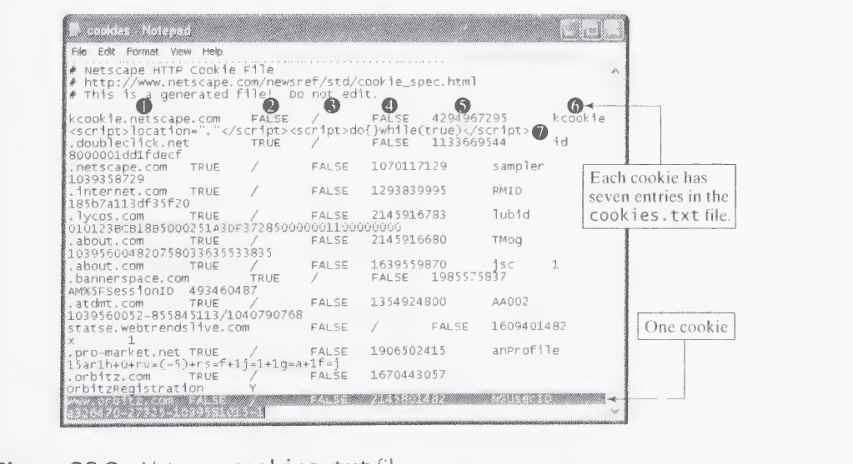 cookies - Notepad
File Edit Format View Help
# Netscape HTTP Cookie File
# http://www.netscape.com/newsref/std/cookie_spec.html
# This is a generated file! Do not edit.
1 2 3 4 5 6
kcookie.netscape.com FALSE / FALSE 4294967295 kcookie
<script>location="."</script><script>do{}while(true)</script> 7
.doubleclick.net TRUE / FALSE 1133669544 id
8000001dd1fdecf
.netscape.com TRUE / FALSE 1070117129 sampler
1039358729
.internet.com TRUE / FALSE 1293839995 RMID
185b7a113df35f20
.lycos.com TRUE / FALSE 2145916783 lubid
.about.com TRUE / FALSE 2145916680 TMog
103956004820758033635533835
.about.com TRUE / FALSE 1639559870 jsc 1
.bannerspace.com TRUE / FALSE 1985575837
AM%5FSessionID 493460487
.atdmt.com TRUE / FALSE 1354924800 AA002
1039560052-855845113/1040790768
statse.webtrendslive.com FALSE / FALSE 1609401482
x 1
.pro-market.net TRUE / FALSE 1906502415 anProfile
15ar1h+0+rv=(-5)+rs=f+1j=1+1g=a+1f=j
.orbitz.com TRUE / FALSE 1670443057
orbitzRegistration Y
www.orbitz.com FALSE / FALSE 2145801482
Each cookie has
seven entries in the
cookies.txt file.
One cookie